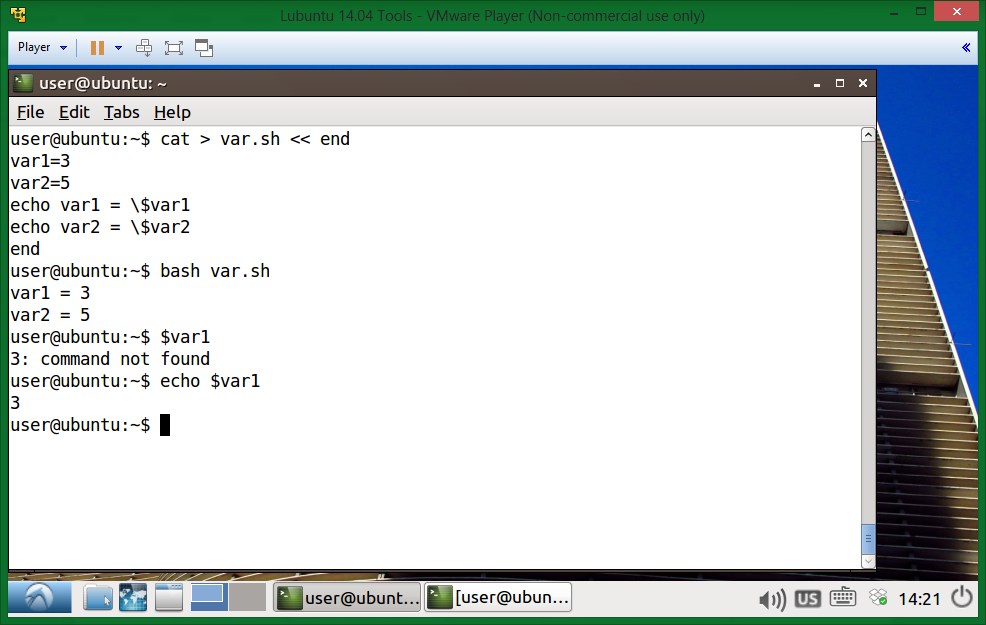 Lubuntu 14.04 Tools - VMware Player (Non-commercial use only)
Player
user@ubuntu: ~
File Edit Tabs Help
user@ubuntu:~$ cat > var.sh << end
var1=3
var2=5
echo var1 = \$var1
echo var2 = \$var2
end
user@ubuntu:~$ bash var.sh
var1 = 3
var2 = 5
user@ubuntu:~$ $var1
3: command not found
user@ubuntu:~$ echo $var1
3
user@ubuntu:~$
user@ubunt... [user@ubun... US 14:21